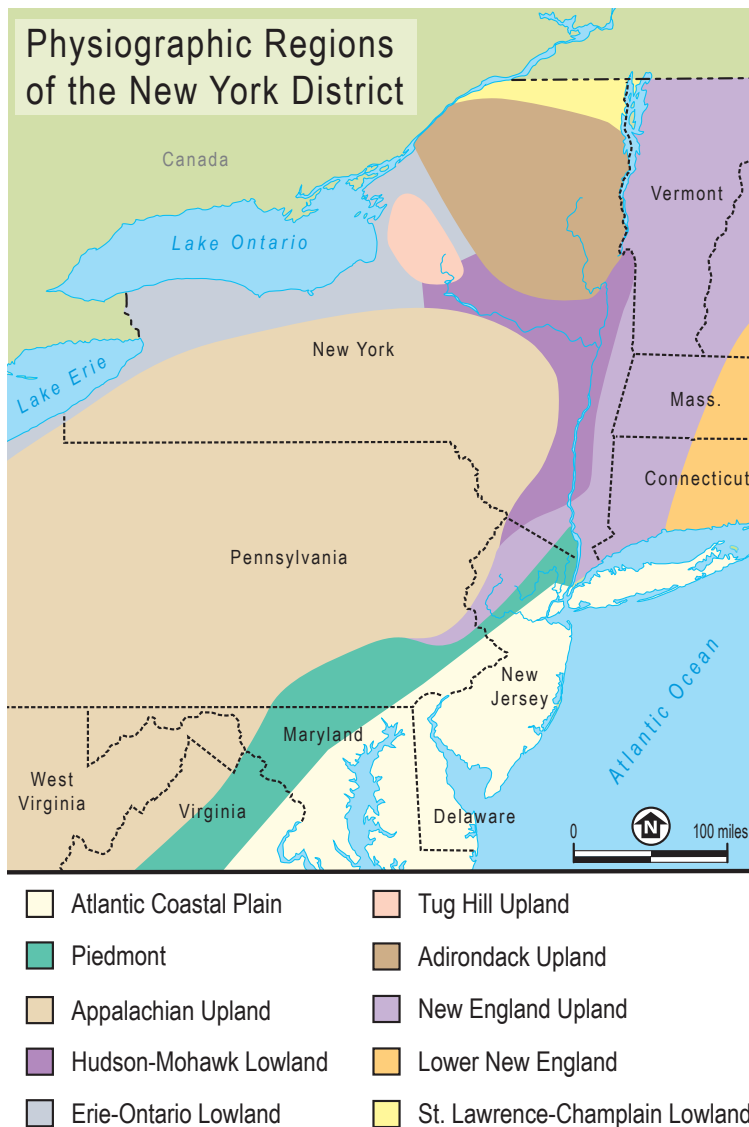 Physiographic Regions
of the New York District
Canada
Vermont
Lake Ontario
New York
Lake Erie
Mass.
Connecticut
Pennsylvania
New
Jersey
Atlantic Ocean
Maryland
West
Virginia
Virginia
Delaware
0
N
100 miles
Atlantic Coastal Plain
Piedmont
Appalachian Upland
Hudson-Mohawk Lowland
Erie-Ontario Lowland
Tug Hill Upland
Adirondack Upland
New England Upland
Lower New England
St. Lawrence-Champlain Lowland